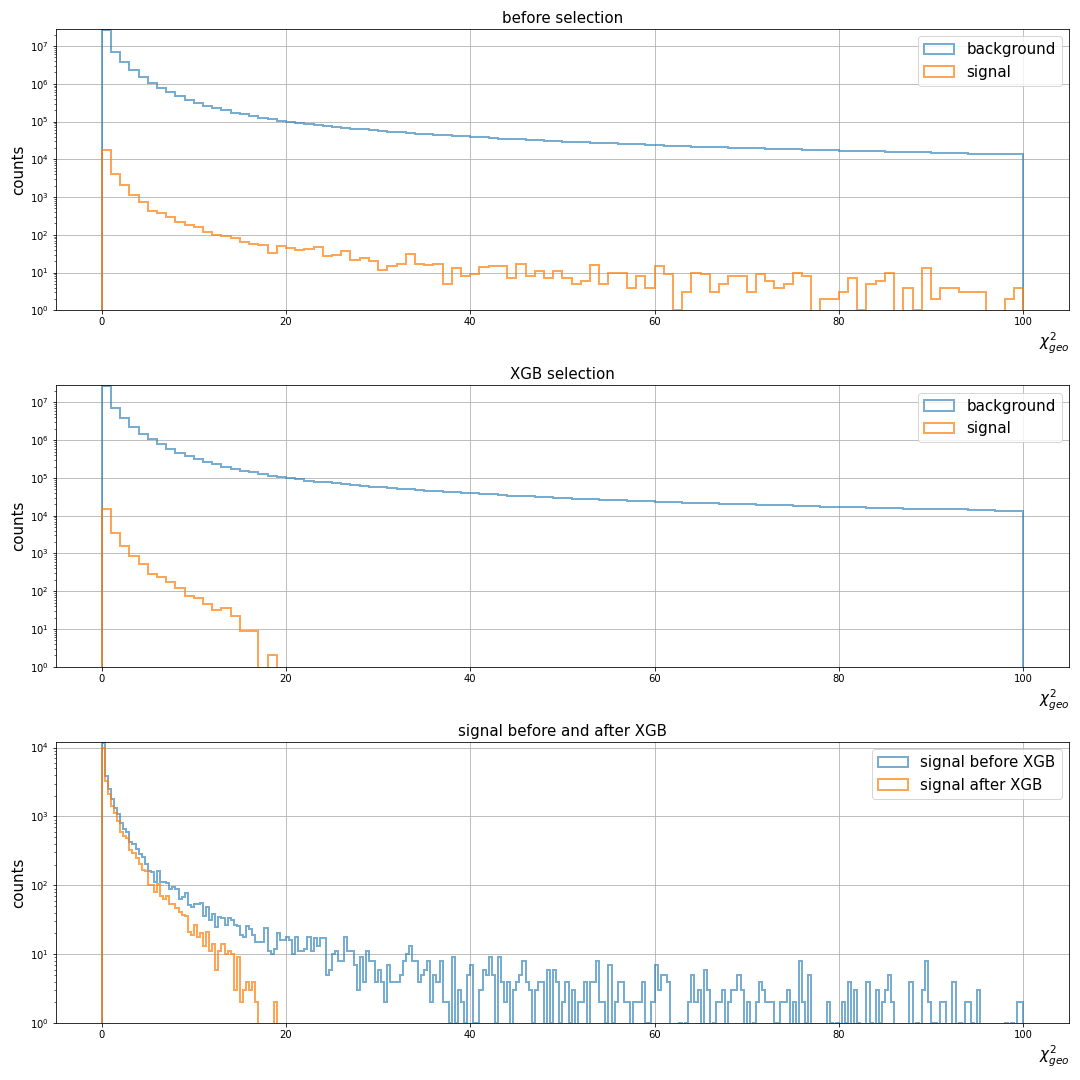 before selection
10⁷
10⁶
10⁵
10⁴
10³
10²
10¹
10⁰
counts
background
signal
0 20 40 60 80 100
χ²geo
XGB selection
10⁷
10⁶
10⁵
10⁴
10³
10²
10¹
10⁰
counts
background
signal
0 20 40 60 80 100
χ²geo
signal before and after XGB
10⁴
10³
10²
10¹
10⁰
counts
signal before XGB
signal after XGB
0 20 40 60 80 100
χ²geo